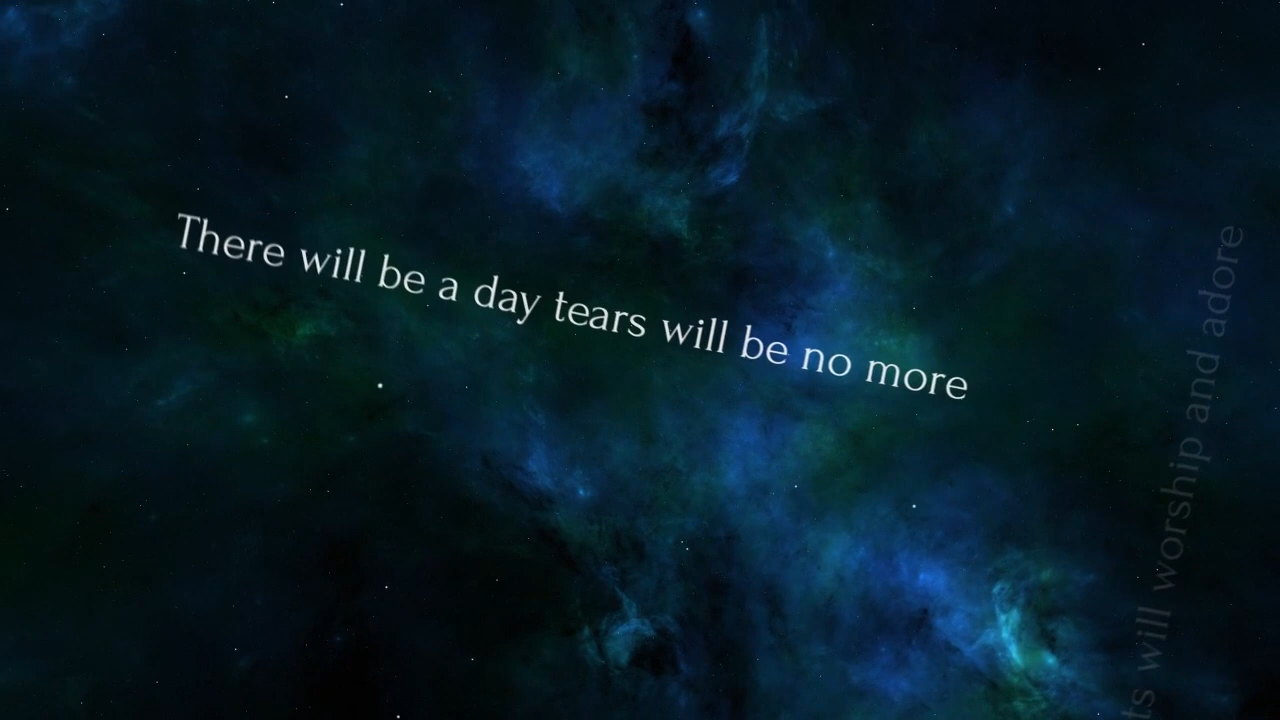 There will be a day tears will be no more
will worship and adore